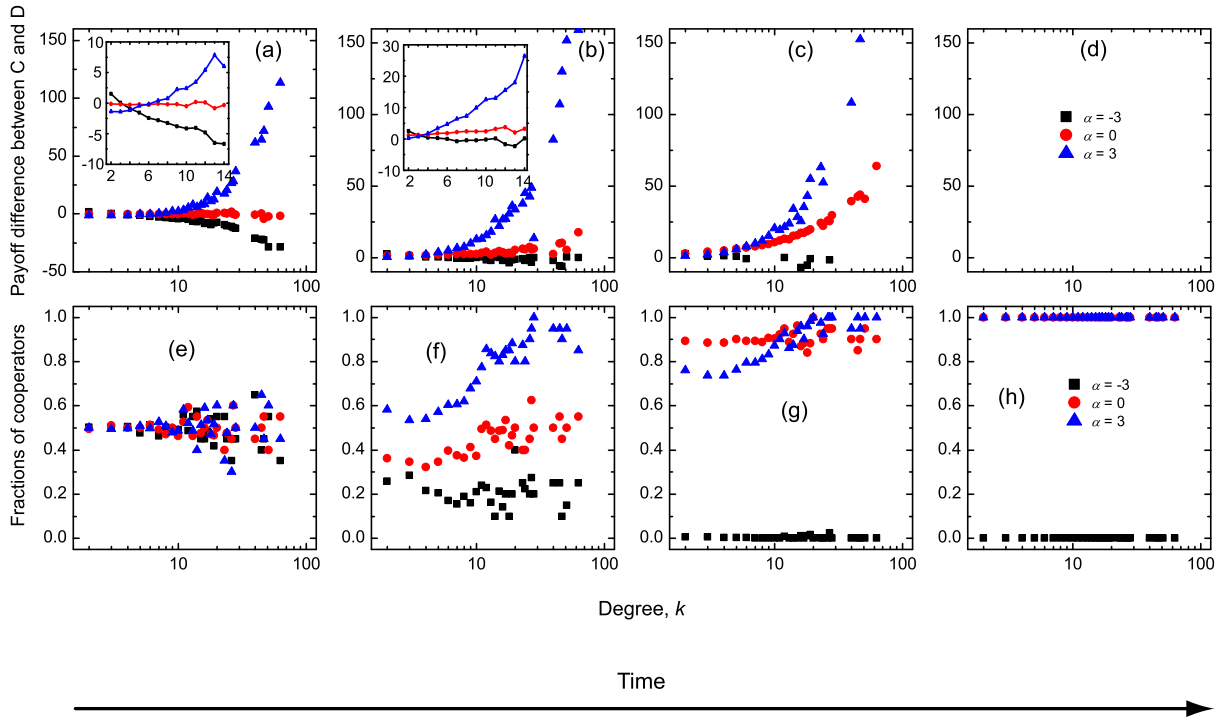 Payoff difference between C and D
150
100
50
0
-50
(a)
10
5
0
-5
-10
2 6 10 14
10 100
150
100
50
0
(b)
30
20
10
0
-10
2 6 10 14
10 100
150
100
50
0
(c)
10 100
150
100
50
0
(d)
α = -3
α = 0
α = 3
10 100
Fractions of cooperators
1.0
0.8
0.6
0.4
0.2
0.0
(e)
10 100
1.0
0.8
0.6
0.4
0.2
0.0
(f)
10 100
1.0
0.8
0.6
0.4
0.2
0.0
(g)
10 100
1.0
0.8
0.6
0.4
0.2
0.0
(h)
α = -3
α = 0
α = 3
10 100
Degree, k
Time